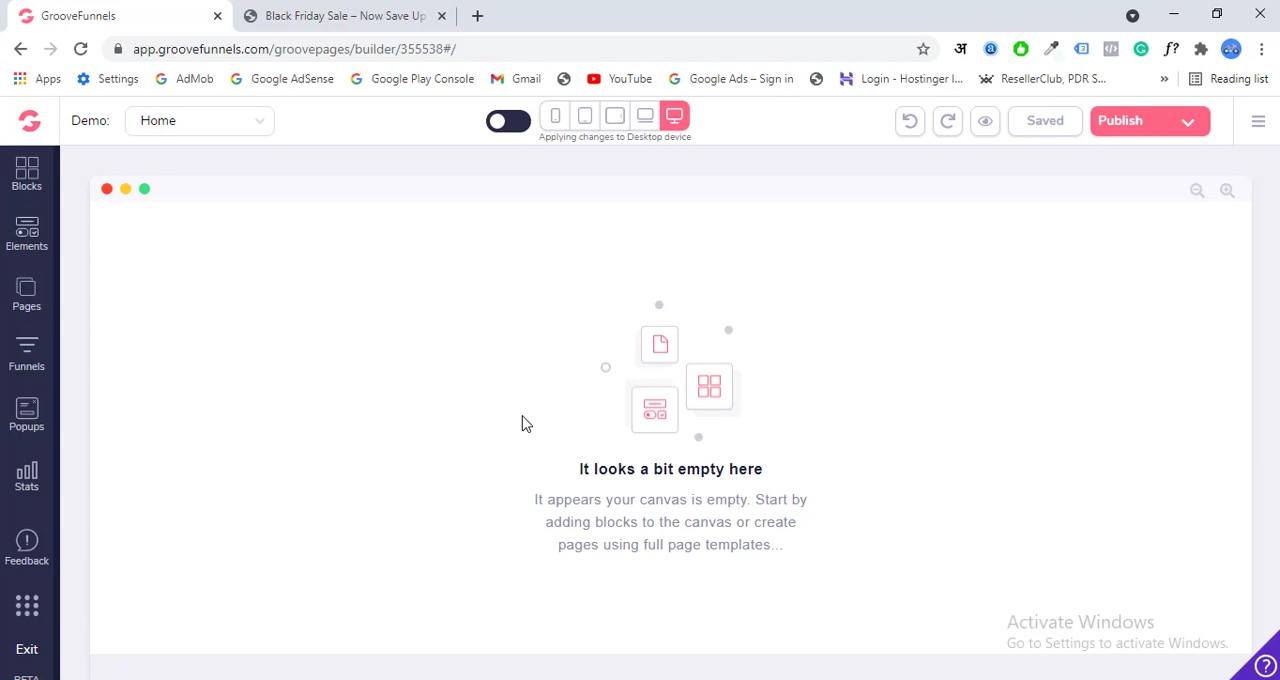 GrooveFunnels
Black Friday Sale – Now Save Up
app.groovefunnels.com/groovepages/builder/355538#/
Apps
Settings
AdMob
Google AdSense
Google Play Console
Gmail
YouTube
Google Ads – Sign in
Login - Hostinger I...
ResellerClub, PDR S...
»
Reading list
Demo:
Home
Applying changes to Desktop device
Saved
Publish
Blocks
Elements
Pages
Funnels
Popups
Stats
Feedback
Exit
BETA
It looks a bit empty here
It appears your canvas is empty. Start by
adding blocks to the canvas or create
pages using full page templates...
Activate Windows
Go to Settings to activate Windows.